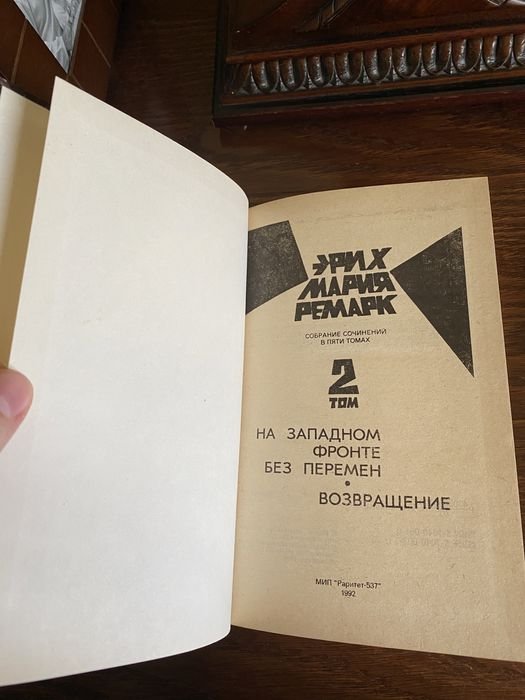 ЭРИХ
МАРИЯ
РЕМАРК
СОБРАНИЕ СОЧИНЕНИЙ
В ПЯТИ ТОМАХ
2
ТОМ
НА ЗАПАДНОМ
ФРОНТЕ
БЕЗ ПЕРЕМЕН
•
ВОЗВРАЩЕНИЕ
МИП "Раритет-537"
1992